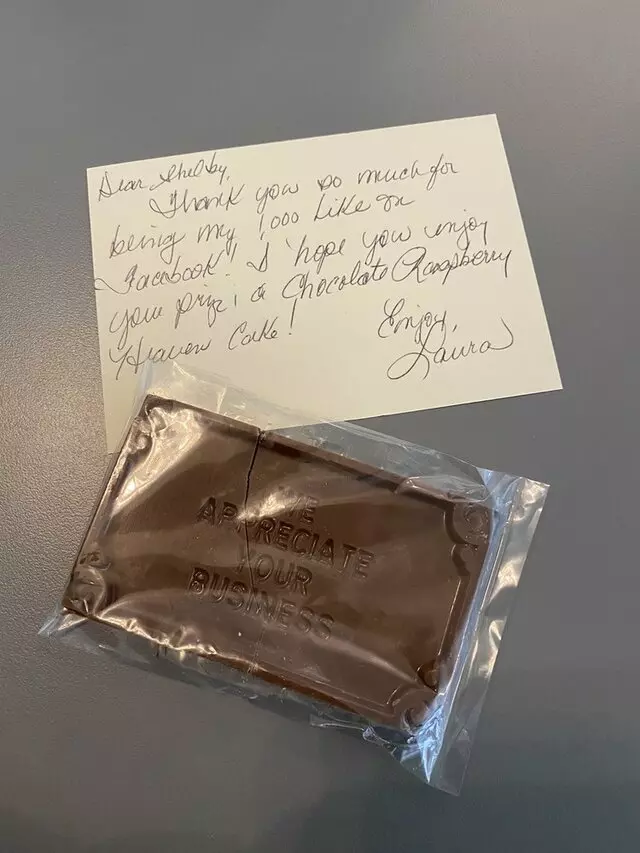 Dear Shelby,
Thank you so much for
being my 1,000 Like on
Facebook! I hope you enjoy
your prize, a Chocolate Raspberry
Heaven Cake!
Enjoy,
Laura
WE
APPRECIATE
YOUR
BUSINESS